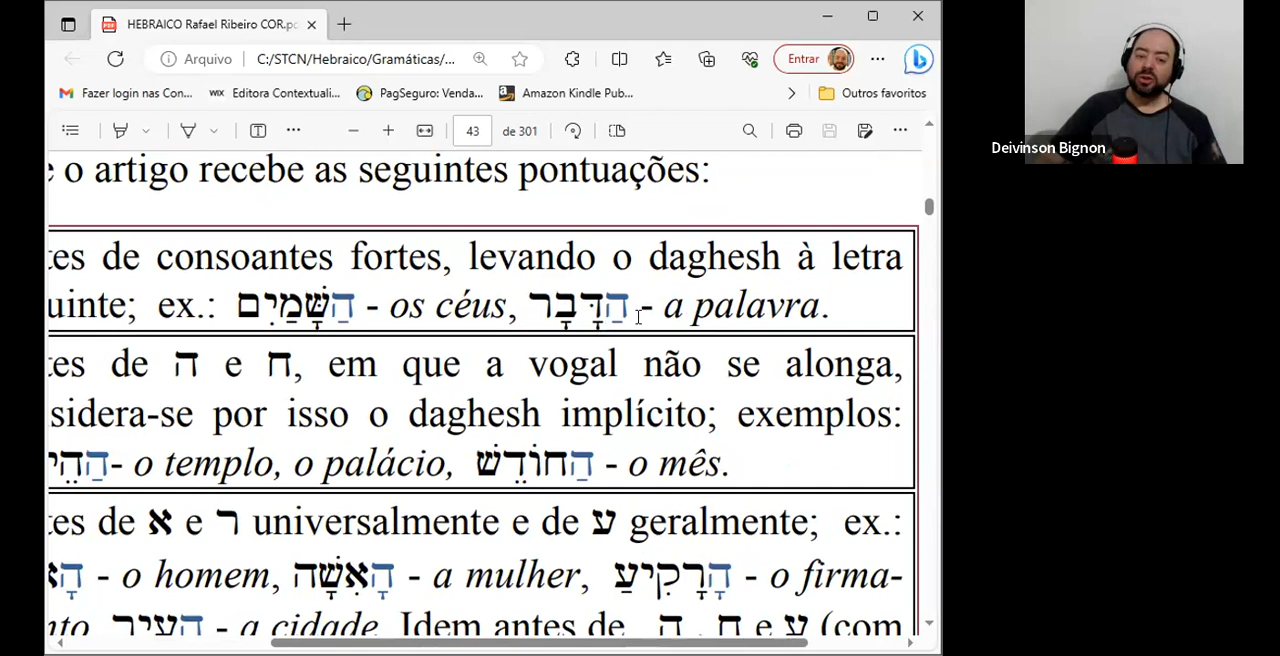 HEBRAICO Rafael Ribeiro COR.pc
Arquivo C:/STCN/Hebraico/Gramáticas/... Entrar
Fazer login nas Con... WIX Editora Contextuali... PagSeguro: Venda... Amazon Kindle Pub... Outros favoritos
43 de 301
Deivinson Bignon
e o artigo recebe as seguintes pontuações:
tes de consoantes fortes, levando o daghesh à letra
uinte; ex.: הַשָּׁמַיִם - os céus, הַדָּבָר - a palavra.
tes de ה e ח, em que a vogal não se alonga,
sidera-se por isso o daghesh implícito; exemplos:
הַהֵי- o templo, o palácio, הַחוֹדֵשׁ - o mês.
tes de א e ר universalmente e de ע geralmente; ex.:
- o homem, הָאִשָּׁה - a mulher, הָרָקִיעַ - o firma-
nto, העיר - a cidade. Idem antes de ה , ח e ע (com